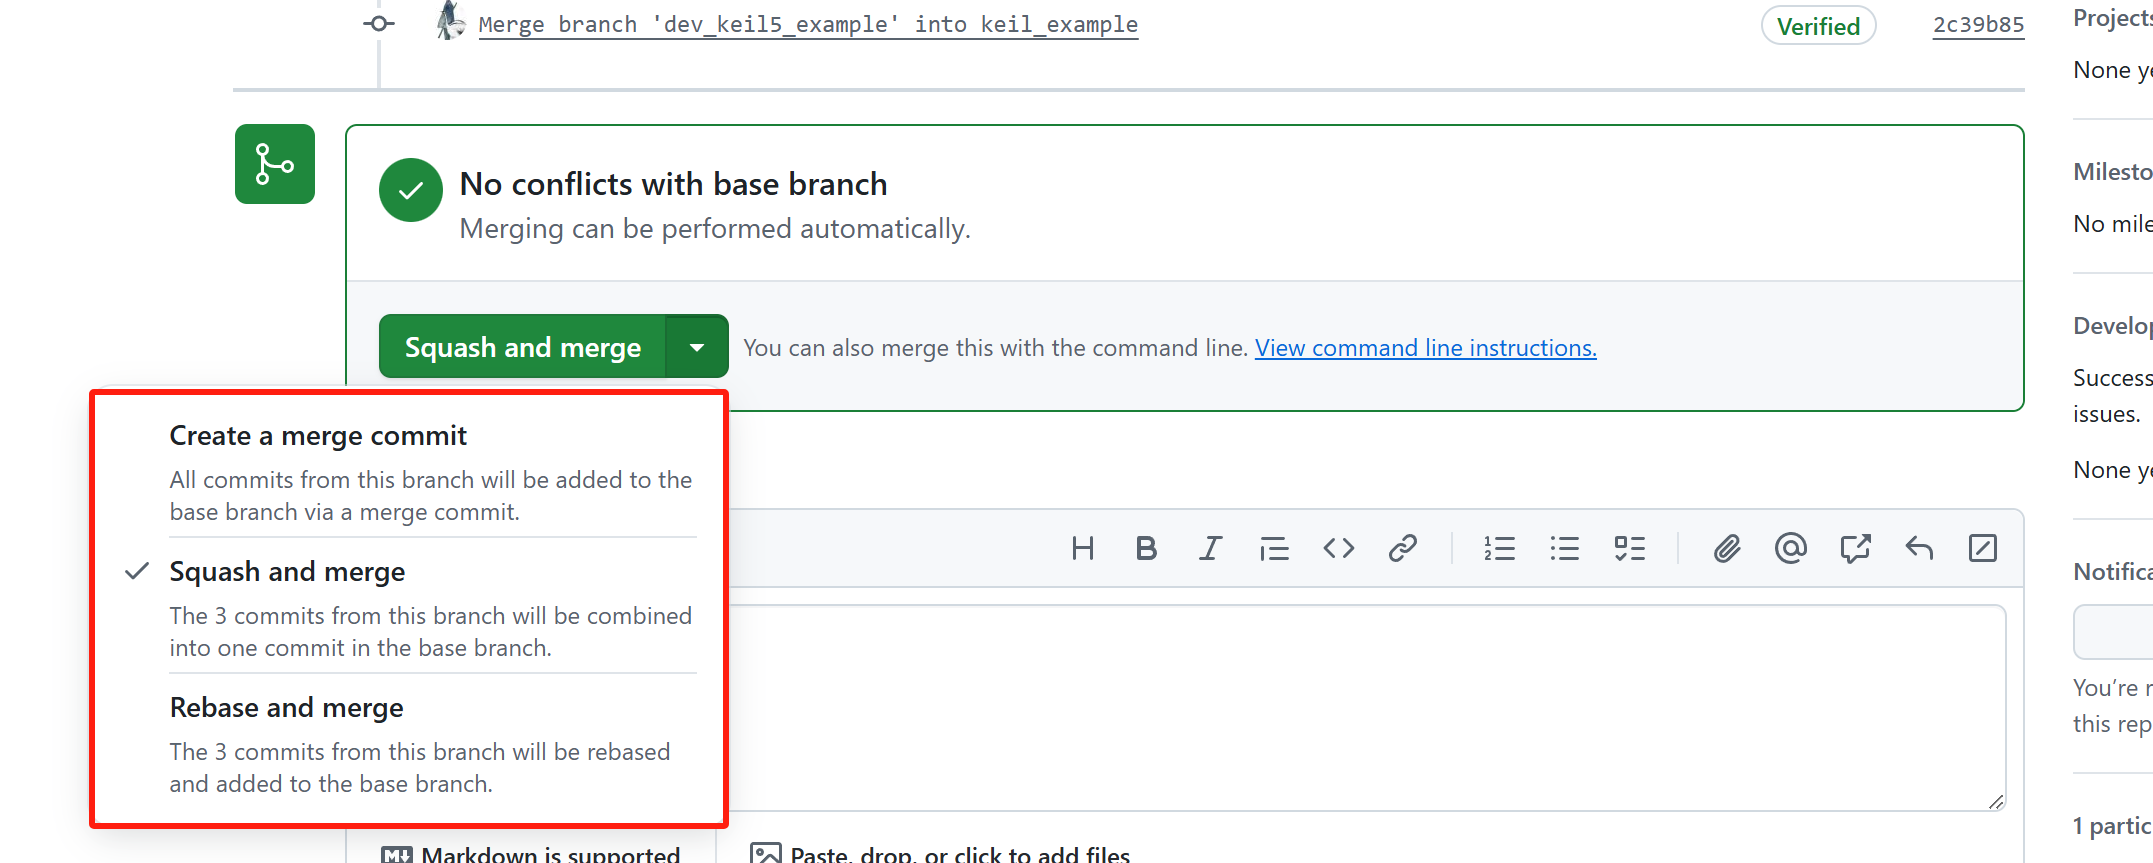 Merge branch 'dev_keil5_example' into keil_example
Verified
2c39b85
No conflicts with base branch
Merging can be performed automatically.
Squash and merge
You can also merge this with the command line. View command line instructions.
Create a merge commit
All commits from this branch will be added to the
base branch via a merge commit.
Squash and merge
The 3 commits from this branch will be combined
into one commit in the base branch.
Rebase and merge
The 3 commits from this branch will be rebased
and added to the base branch.
Markdown is supported
Paste, drop, or click to add files
Projects
None ye
Milesto
No mile
Develop
Success
issues.
None ye
Notifica
You're r
this rep
1 partic